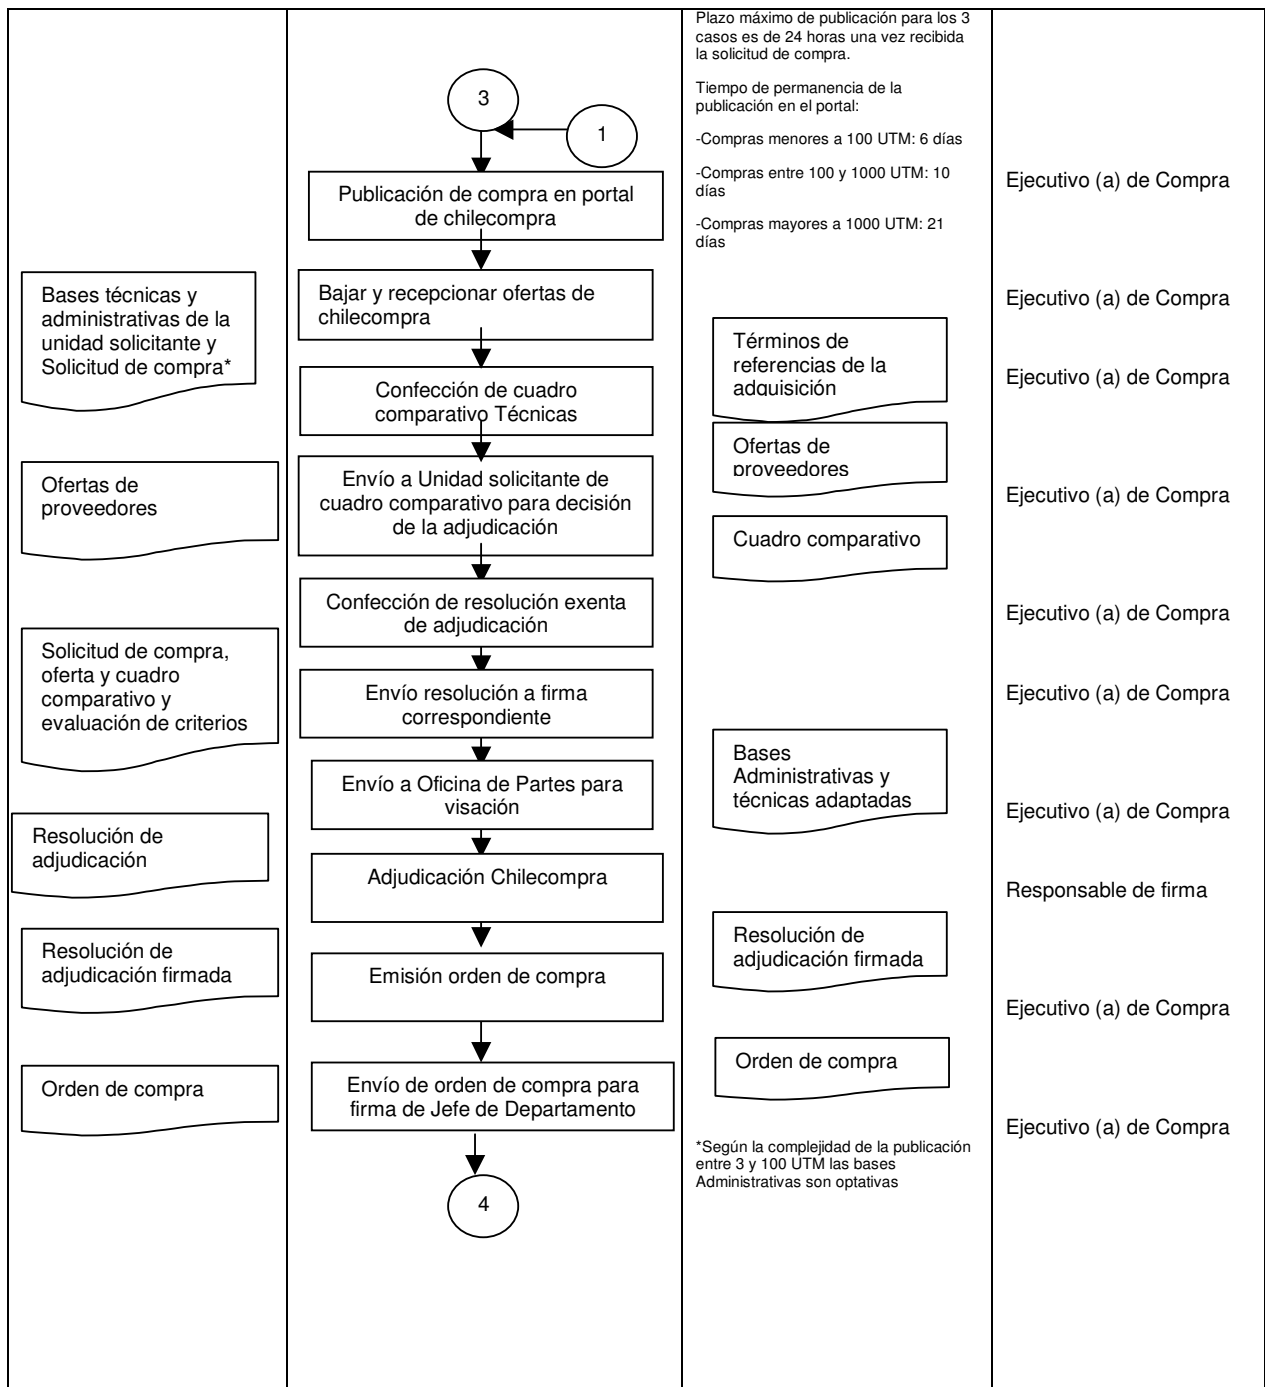 Plazo máximo de publicación para los 3
casos es de 24 horas una vez recibida
la solicitud de compra.
Tiempo de permanencia de la
publicación en el portal:
-Compras menores a 100 UTM: 6 días
-Compras entre 100 y 1000 UTM: 10
días
-Compras mayores a 1000 UTM: 21
días
3
1
Publicación de compra en portal
de chilecompra
Ejecutivo (a) de Compra
Bases técnicas y
administrativas de la
unidad solicitante y
Solicitud de compra*
Bajar y recepcionar ofertas de
chilecompra
Ejecutivo (a) de Compra
Términos de
referencias de la
adquisición
Confección de cuadro
comparativo Técnicas
Ejecutivo (a) de Compra
Ofertas de
proveedores
Ofertas de
proveedores
Envío a Unidad solicitante de
cuadro comparativo para decisión
de la adjudicación
Ejecutivo (a) de Compra
Cuadro comparativo
Confección de resolución exenta
de adjudicación
Ejecutivo (a) de Compra
Solicitud de compra,
oferta y cuadro
comparativo y
evaluación de criterios
Envío resolución a firma
correspondiente
Ejecutivo (a) de Compra
Bases
Administrativas y
técnicas adaptadas
Envío a Oficina de Partes para
visación
Ejecutivo (a) de Compra
Resolución de
adjudicación
Adjudicación Chilecompra
Responsable de firma
Resolución de
adjudicación firmada
Emisión orden de compra
Resolución de
adjudicación firmada
Ejecutivo (a) de Compra
Orden de compra
Envío de orden de compra para
firma de Jefe de Departamento
Orden de compra
Ejecutivo (a) de Compra
*Según la complejidad de la publicación
entre 3 y 100 UTM las bases
Administrativas son optativas
4